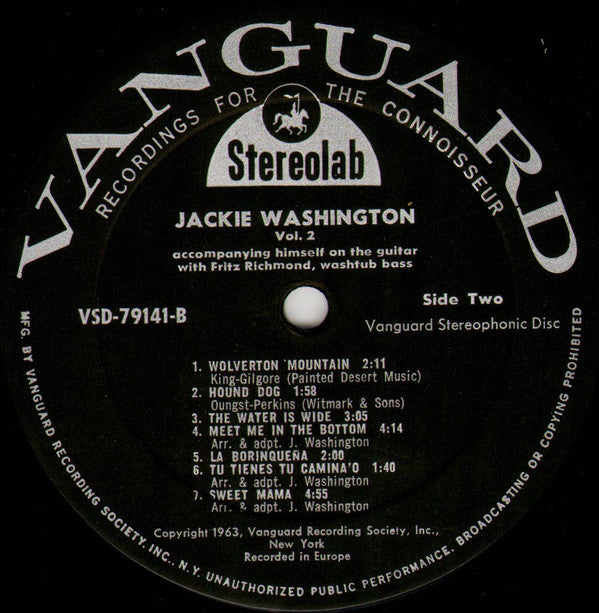 VANGUARD
RECORDINGS FOR THE CONNOISSEUR
Stereolab
JACKIE WASHINGTON
Vol. 2
accompanying himself on the guitar
with Fritz Richmond, washtub bass
VSD-79141-B
Side Two
Vanguard Stereophonic Disc
1. WOLVERTON MOUNTAIN 2:11
King-Gilgore (Painted Desert Music)
2. HOUND DOG 1:58
Oungst-Perkins (Witmark & Sons)
3. THE WATER IS WIDE 3:05
4. MEET ME IN THE BOTTOM 4:14
Arr. & adpt. J. Washington
5. LA BORINQUEÑA 2:00
6. TU TIENES TU CAMINA'O 1:40
Arr. & adpt. J. Washington
7. SWEET MAMA 4:55
Arr. & adpt. J. Washington
Copyright 1963, Vanguard Recording Society, Inc.,
New York
Recorded in Europe
MFG. BY VANGUARD RECORDING SOCIETY, INC., N.Y. UNAUTHORIZED PUBLIC PERFORMANCE, BROADCASTING OR COPYING PROHIBITED